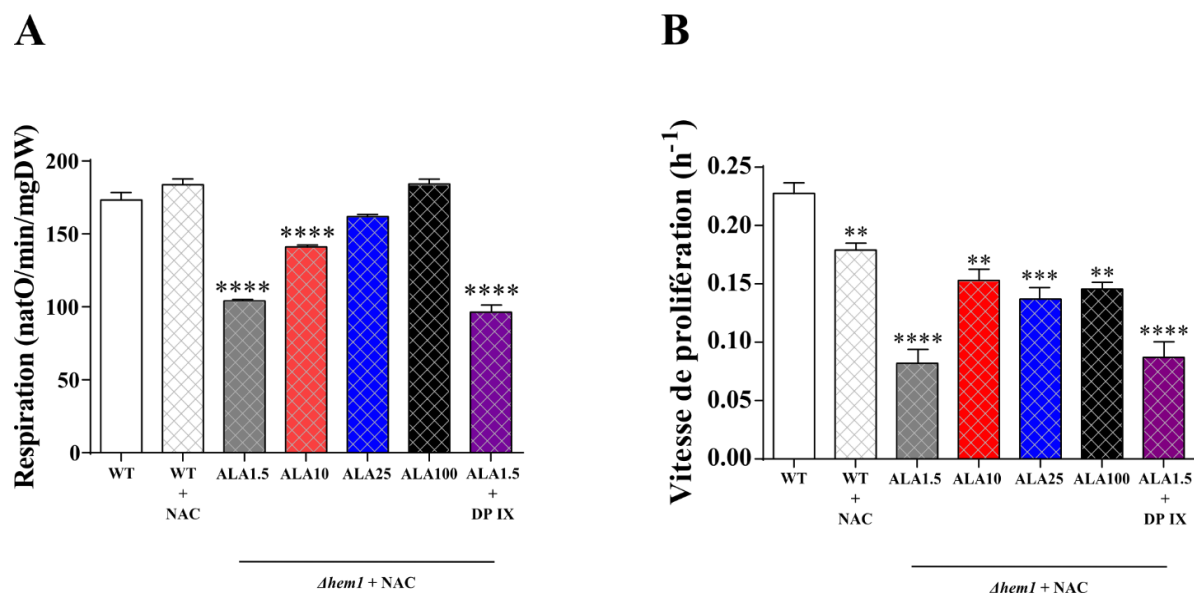 A
Respiration (natO/min/mgDW)
200
150
100
50
0
****
****
****
WT
WT
+
NAC
ALA1.5
ALA10
ALA25
ALA100
ALA1.5
+
DP IX
Δhem1 + NAC
B
Vitesse de prolifération (h⁻¹)
0.25
0.20
0.15
0.10
0.05
0.00
**
****
**
***
**
****
WT
WT
+
NAC
ALA1.5
ALA10
ALA25
ALA100
ALA1.5
+
DP IX
Δhem1 + NAC